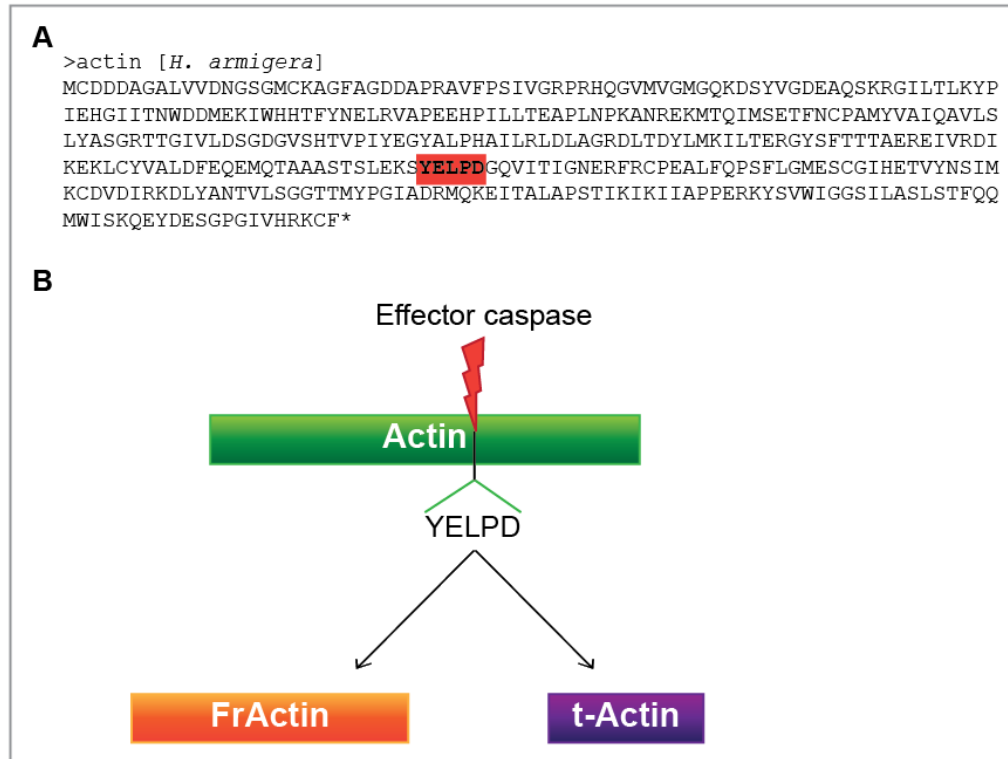 A
>actin [H. armigera]
MCDDDAGALVVDNGSGMCKAGFAGDDAPRAVFPSIVGRPRHQGVMVGMGQKDSYVGDEAQSKRGILTLKYP
IEHGIITNWDDMEKIWHHTFYNELRVAPEEHPILLTEAPLNPKANREKMTQIMSETFNCPAMYVAIQAVLS
LYASGRTTGIVLDSGDGVSHTVPIYEGYALPHAILRLDLAGRDLTDYLMKILTERGYSFTTTAEREIVRDI
KEKLCYVALDFEQEMQTAAASTSLEKSYELPDGQVITIGNERFRCPEALFQPSFLGMESCGIHETVYNSIM
KCDVDIRKDLYANTVLSGGTTMYPGIADRMQKEITALAPSTIKIKIIAPPERKYSVWIGGSILASLSTFQQ
MWISKQEYDESGPGIVHRKCF*
B
Effector caspase
Actin
YELPD
FrActin
t-Actin